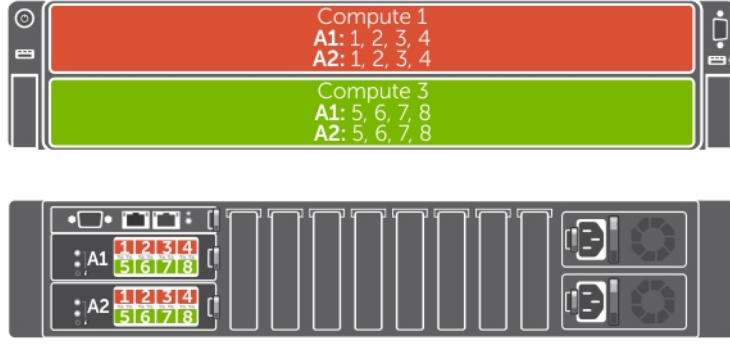 Compute 1
A1: 1, 2, 3, 4
A2: 1, 2, 3, 4
Compute 3
A1: 5, 6, 7, 8
A2: 5, 6, 7, 8
A1 1 2 3 4
5 6 7 8
A2 1 2 3 4
5 6 7 8